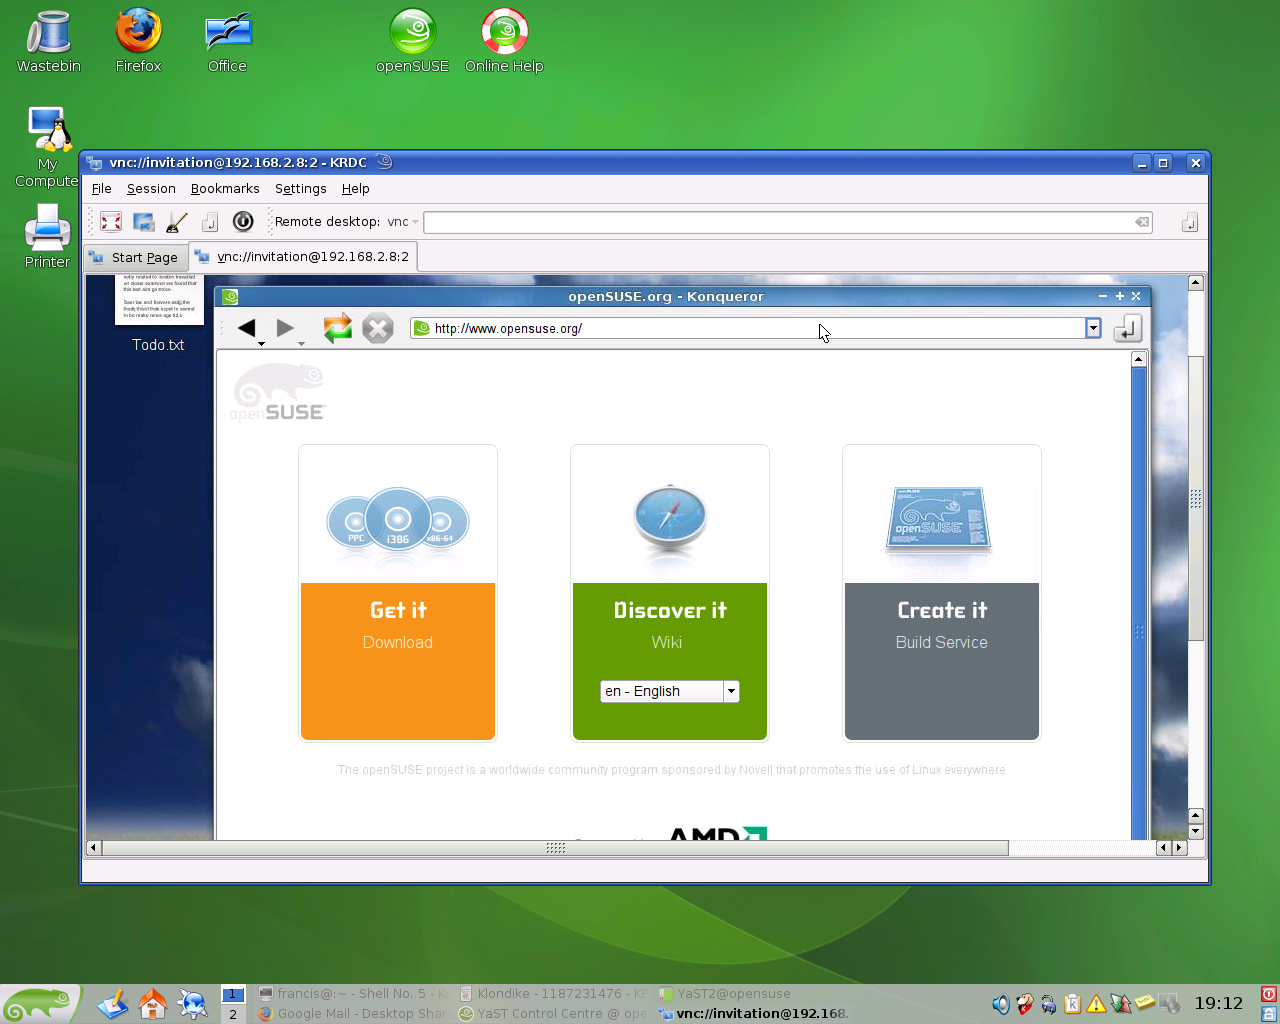 Wastebin
Firefox
Office
openSUSE
Online Help
My
Compute
Printer
vnc://invitation@192.168.2.8:2 - KRDC
File Session Bookmarks Settings Help
Remote desktop: vnc
Start Page
vnc://invitation@192.168.2.8:2
Todo.txt
openSUSE.org - Konqueror
http://www.opensuse.org/
openSUSE
PPC i386 x86-64
openSUSE
Get it
Download
Discover it
Wiki
en - English
Create it
Build Service
The openSUSE project is a worldwide community program sponsored by Novell that promotes the use of Linux everywhere
AMD
1
2
francis@:~ - Shell No. 5 - K
Klondike - 1187231476 - KP
YaST2@opensuse
Google Mail - Desktop Shar
YaST Control Centre @ open
vnc://invitation@192.168.
19:12